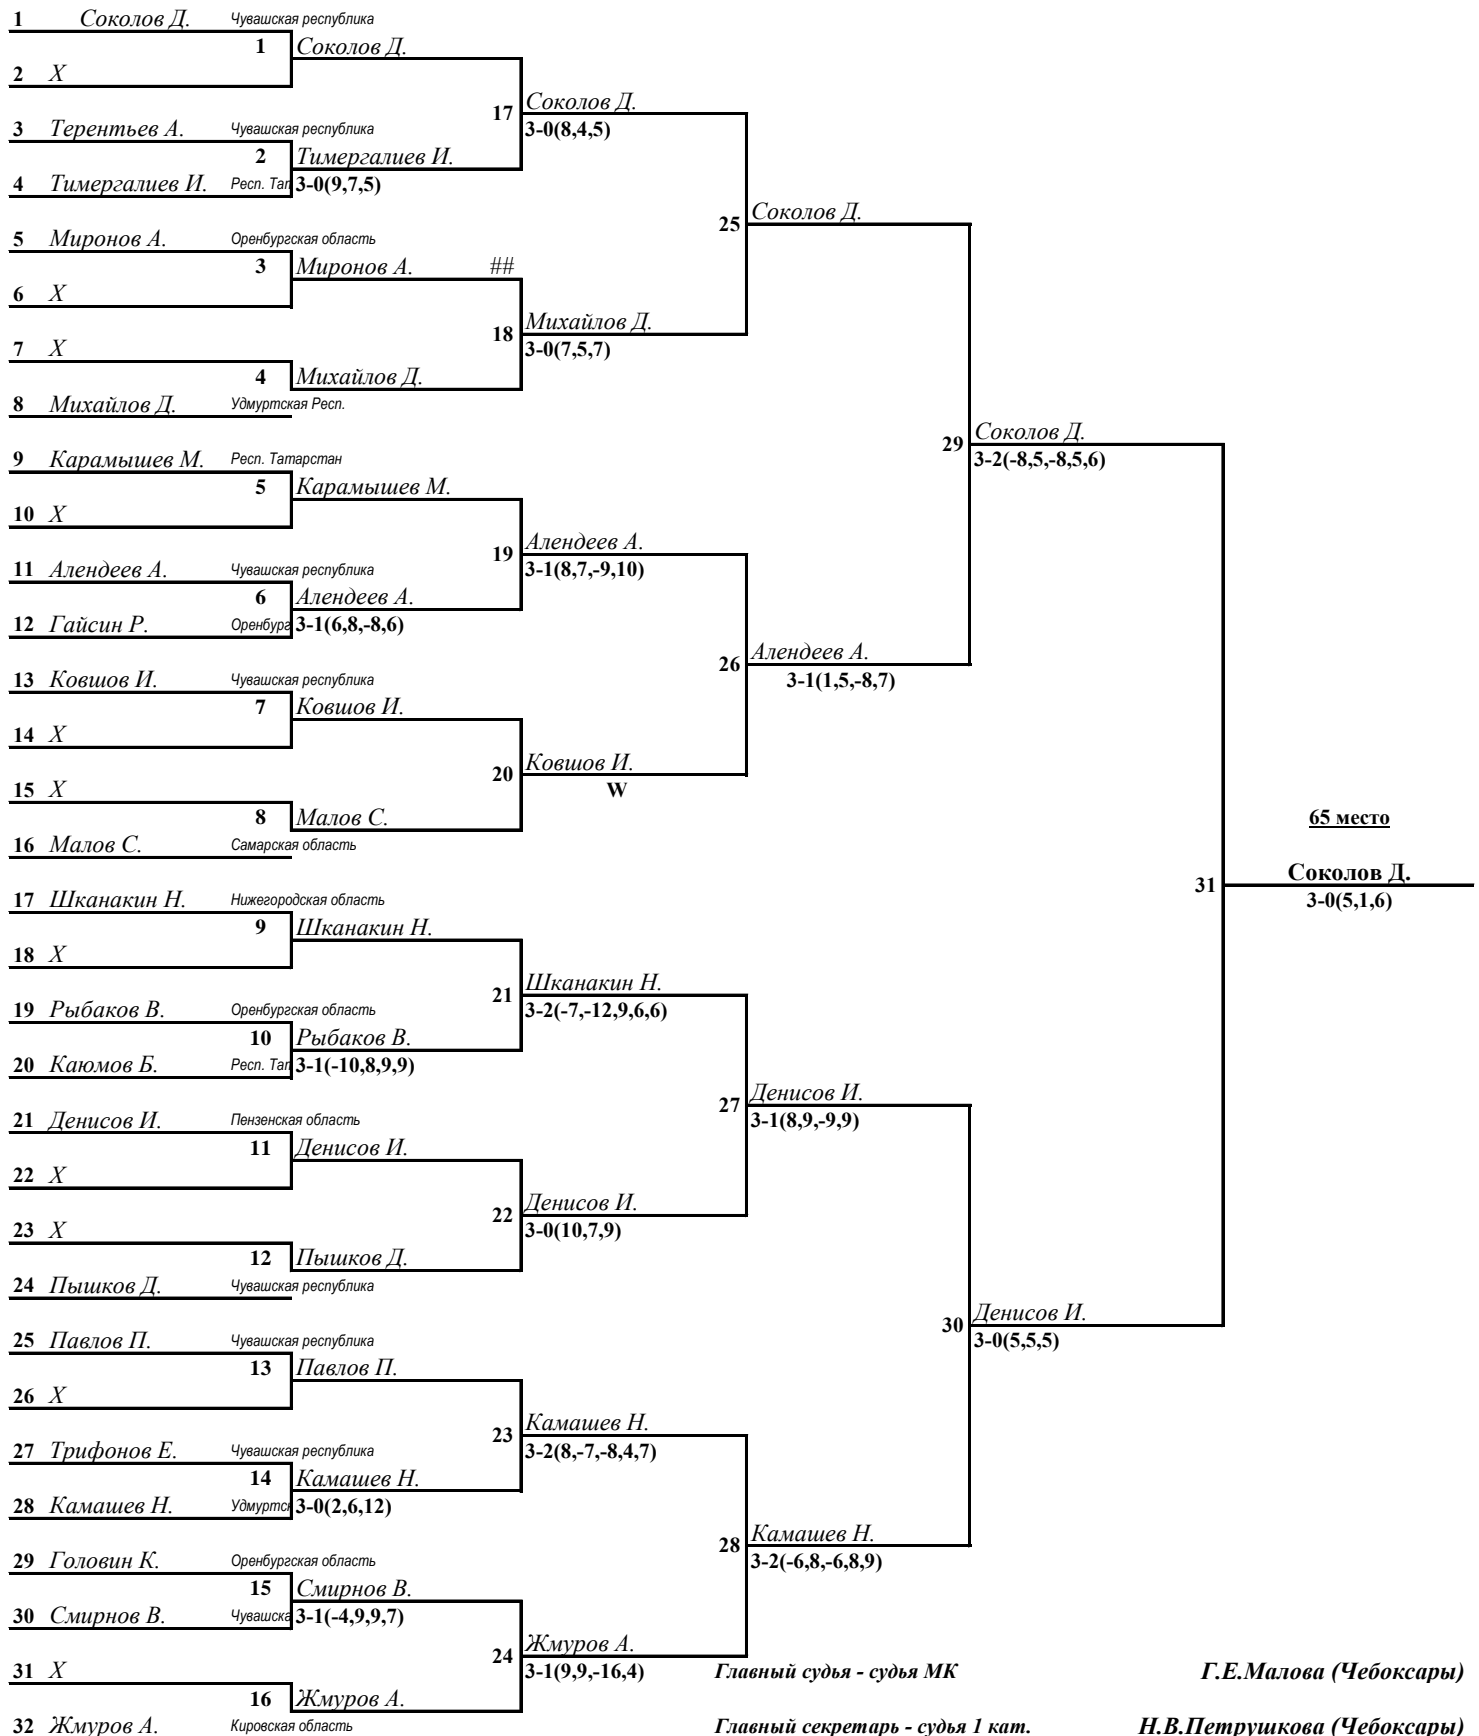 1 Соколов Д. Чувашская республика
1 Соколов Д.
2 X
17 Соколов Д.
3-0(8,4,5)
3 Терентьев А. Чувашская республика
2 Тимергалиев И.
4 Тимергалиев И. Респ. Тат 3-0(9,7,5)
25 Соколов Д.
5 Миронов А. Оренбургская область
3 Миронов А. ##
6 X
18 Михайлов Д.
3-0(7,5,7)
7 X
4 Михайлов Д.
8 Михайлов Д. Удмуртская Респ.
29 Соколов Д.
3-2(-8,5,-8,5,6)
9 Карамышев М. Респ. Татарстан
5 Карамышев М.
10 X
19 Алендеев А.
3-1(8,7,-9,10)
11 Алендеев А. Чувашская республика
6 Алендеев А.
12 Гайсин Р. Оренбург 3-1(6,8,-8,6)
26 Алендеев А.
3-1(1,5,-8,7)
13 Ковшов И. Чувашская республика
7 Ковшов И.
14 X
20 Ковшов И.
W
15 X
8 Малов С.
16 Малов С. Самарская область
65 место
31 Соколов Д.
3-0(5,1,6)
17 Шканакин Н. Нижегородская область
9 Шканакин Н.
18 X
21 Шканакин Н.
3-2(-7,-12,9,6,6)
19 Рыбаков В. Оренбургская область
10 Рыбаков В.
20 Каюмов Б. Респ. Тат 3-1(-10,8,9,9)
27 Денисов И.
3-1(8,9,-9,9)
21 Денисов И. Пензенская область
11 Денисов И.
22 X
22 Денисов И.
3-0(10,7,9)
23 X
12 Пышков Д.
24 Пышков Д. Чувашская республика
30 Денисов И.
3-0(5,5,5)
25 Павлов П. Чувашская республика
13 Павлов П.
26 X
23 Камашев Н.
3-2(8,-7,-8,4,7)
27 Трифонов Е. Чувашская республика
14 Камашев Н.
28 Камашев Н. Удмуртск 3-0(2,6,12)
28 Камашев Н.
3-2(-6,8,-6,8,9)
29 Головин К. Оренбургская область
15 Смирнов В.
30 Смирнов В. Чувашска 3-1(-4,9,9,7)
24 Жмуров А.
3-1(9,9,-16,4)
31 X Главный судья - судья МК Г.Е.Малова (Чебоксары)
16 Жмуров А.
32 Жмуров А. Кировская область Главный секретарь - судья 1 кат. Н.В.Петрушкова (Чебоксары)